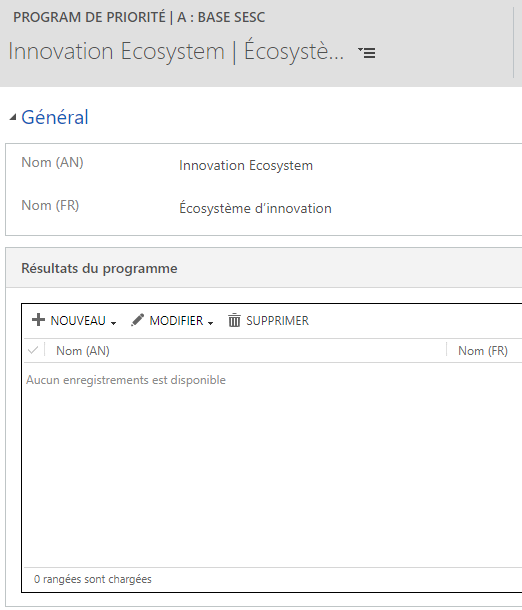 PROGRAM DE PRIORITÉ | A : BASE SESC
Innovation Ecosystem | Écosystè...
Général
Nom (AN) Innovation Ecosystem
Nom (FR) Écosystème d'innovation
Résultats du programme
NOUVEAU MODIFIER SUPPRIMER
Nom (AN) Nom (FR)
Aucun enregistrements est disponible
0 rangées sont chargées